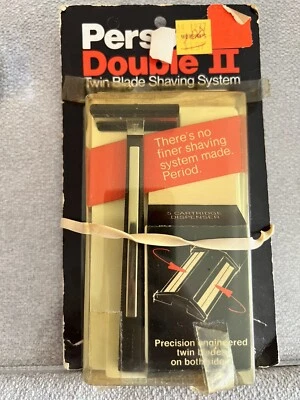 Pers
Double II
Twin Blade Shaving System
There's no
finer shaving
system made.
Period.
5 CARTRIDGE
DISPENSER
Precision engineered
twin blades
on both sides